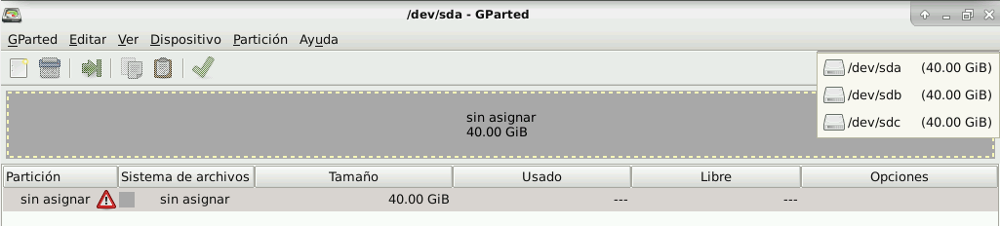 /dev/sda - GParted
GParted Editar Ver Dispositivo Partición Ayuda
/dev/sda (40.00 GiB)
/dev/sdb (40.00 GiB)
/dev/sdc (40.00 GiB)
sin asignar
40.00 GiB
Partición Sistema de archivos Tamaño Usado Libre Opciones
sin asignar sin asignar 40.00 GiB --- ---